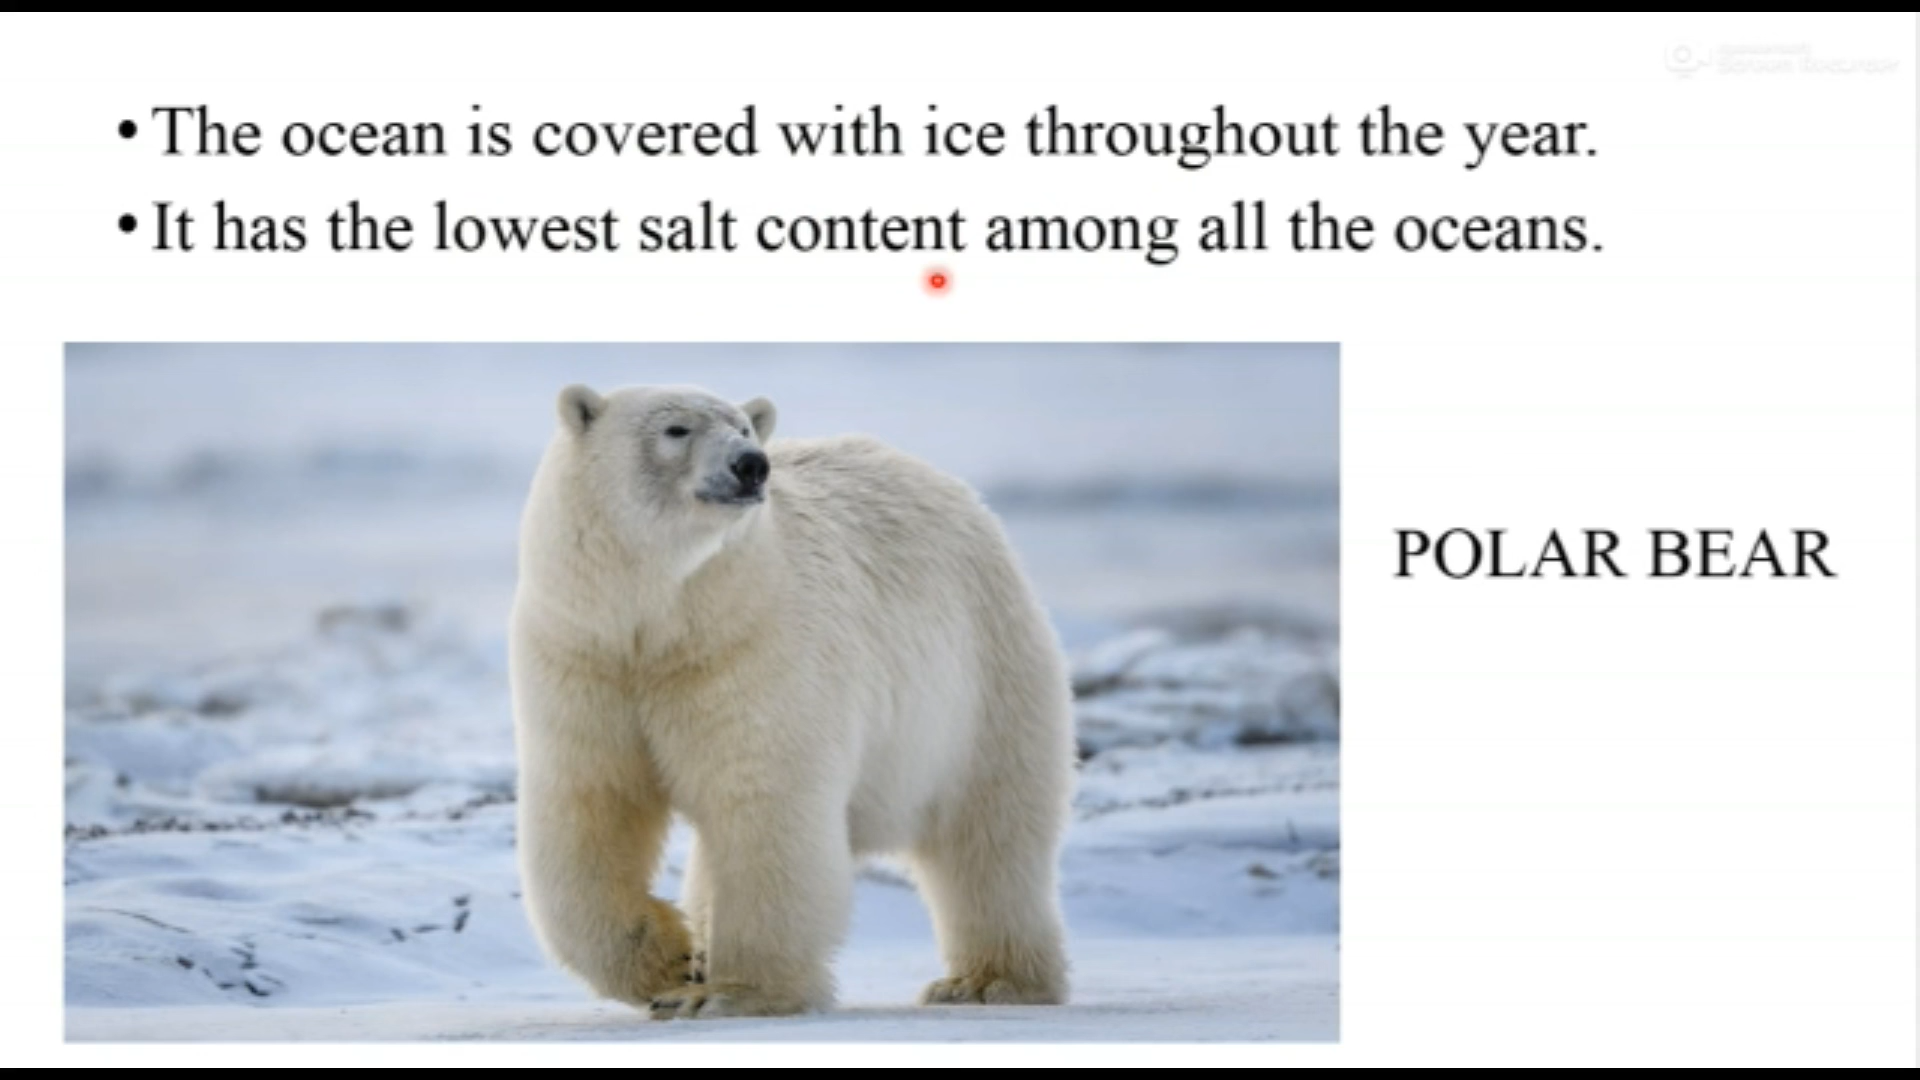 • The ocean is covered with ice throughout the year.
• It has the lowest salt content among all the oceans.
POLAR BEAR